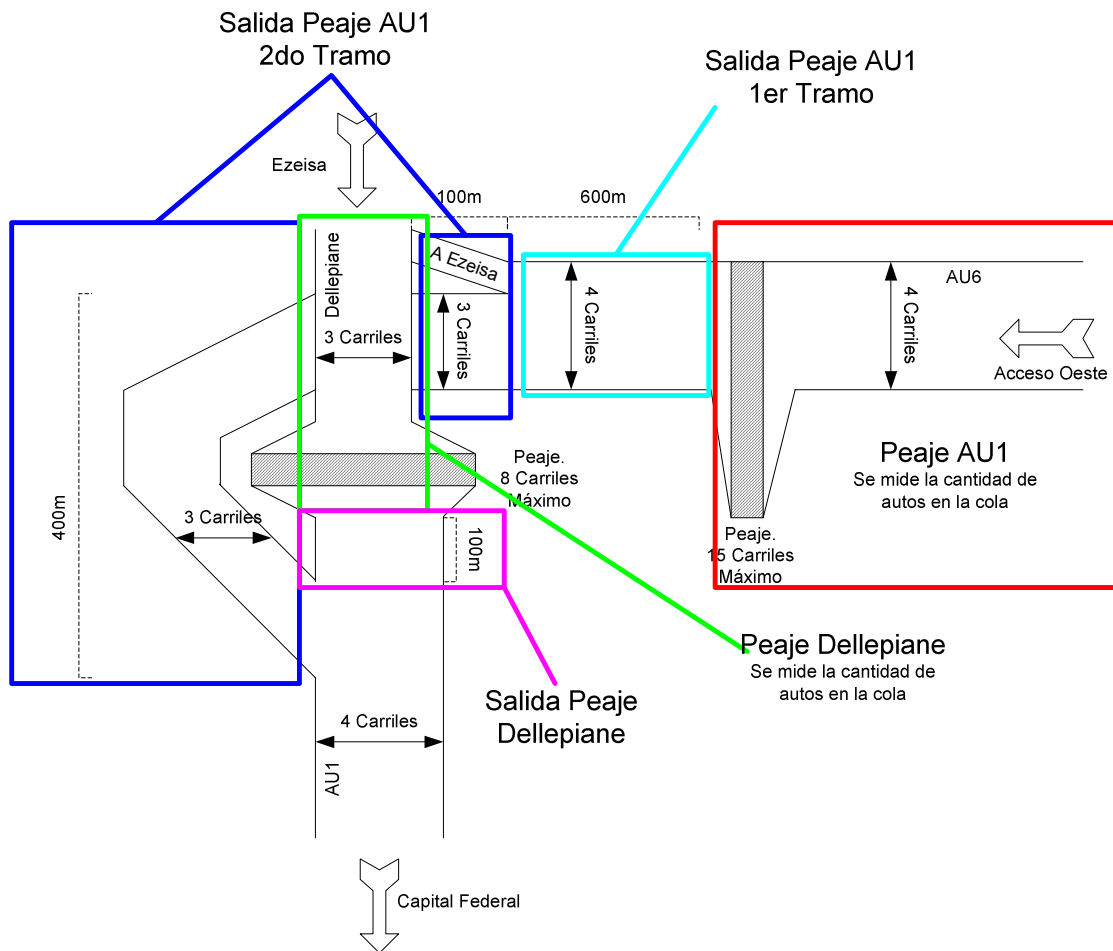 Salida Peaje AU1
2do Tramo
Salida Peaje AU1
1er Tramo
Ezeisa
100m
600m
Dellepiane
A Ezeisa
AU6
3 Carriles
3 Carriles
4 Carriles
4 Carriles
Acceso Oeste
Peaje.
8 Carriles
Máximo
Peaje AU1
Se mide la cantidad de
autos en la cola
400m
3 Carriles
100m
Peaje.
15 Carriles
Máximo
Peaje Dellepiane
Se mide la cantidad de
autos en la cola
Salida Peaje
Dellepiane
4 Carriles
AU1
Capital Federal